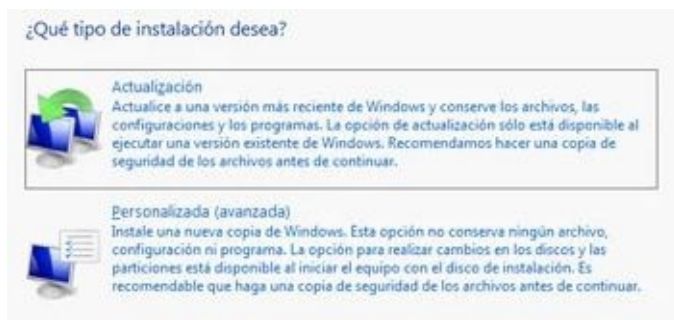 ¿Qué tipo de instalación desea?
Actualización
Actualice a una versión más reciente de Windows y conserve los archivos, las
configuraciones y los programas. La opción de actualización sólo está disponible al
ejecutar una versión existente de Windows. Recomendamos hacer una copia de
seguridad de los archivos antes de continuar.
Personalizada (avanzada)
Instale una nueva copia de Windows. Esta opción no conserva ningún archivo,
configuración ni programa. La opción para realizar cambios en los discos y las
particiones está disponible al iniciar el equipo con el disco de instalación. Es
recomendable que haga una copia de seguridad de los archivos antes de continuar.